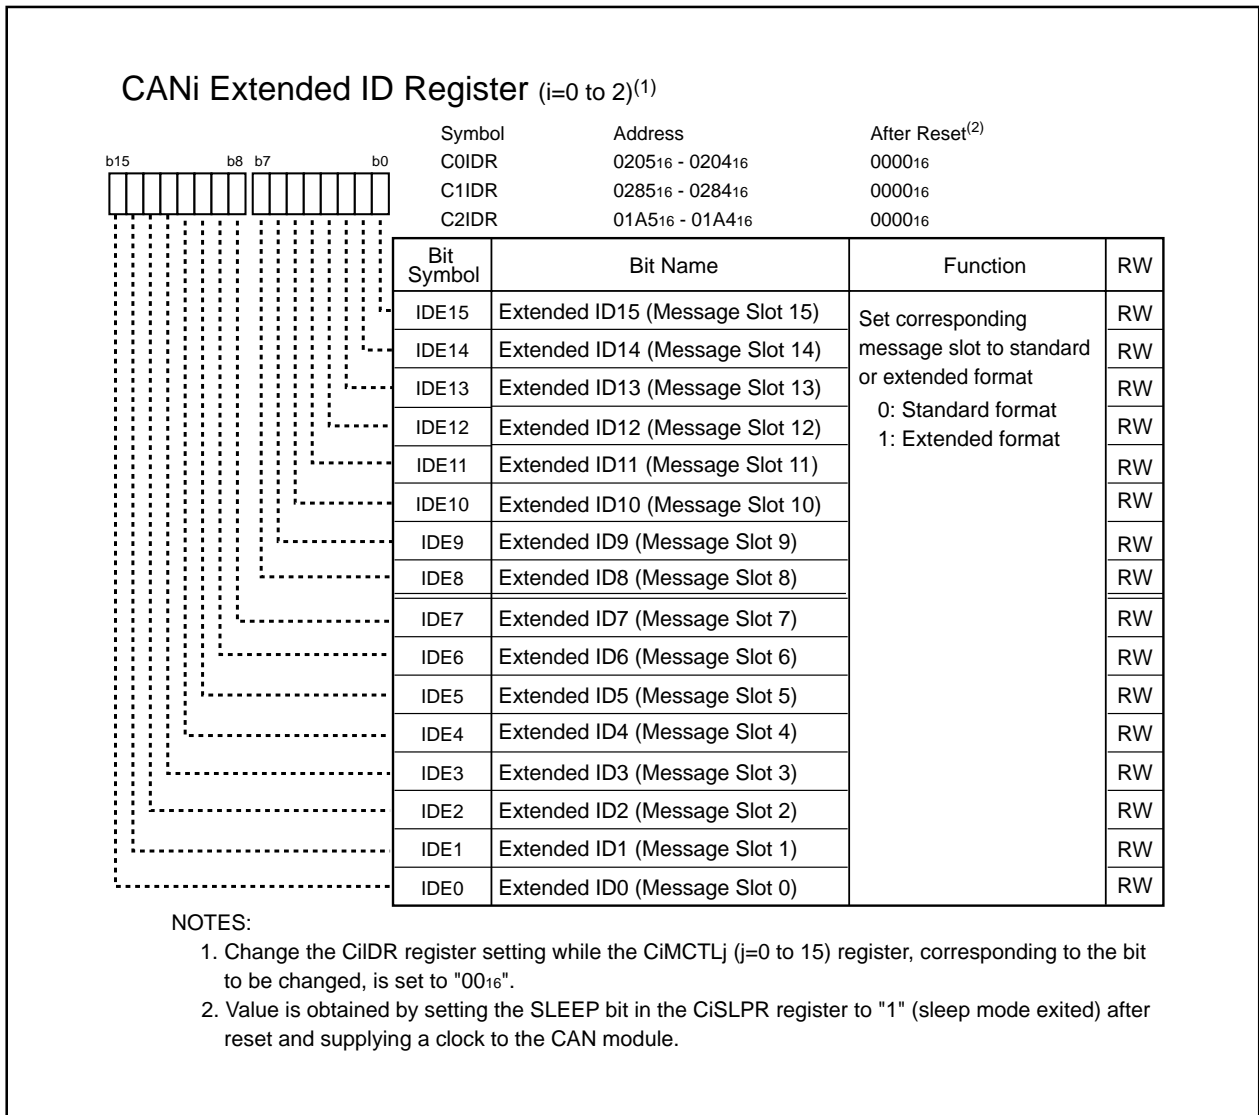 CANi Extended ID Register (i=0 to 2)(1)
Symbol Address After Reset(2)
b15 b8 b7 b0 C0IDR 020516 - 020416 000016
C1IDR 028516 - 028416 000016
C2IDR 01A516 - 01A416 000016
Bit Symbol Bit Name Function RW
IDE15 Extended ID15 (Message Slot 15) Set corresponding RW
IDE14 Extended ID14 (Message Slot 14) message slot to standard RW
or extended format
IDE13 Extended ID13 (Message Slot 13) RW
0: Standard format
IDE12 Extended ID12 (Message Slot 12) RW
1: Extended format
IDE11 Extended ID11 (Message Slot 11) RW
IDE10 Extended ID10 (Message Slot 10) RW
IDE9 Extended ID9 (Message Slot 9) RW
IDE8 Extended ID8 (Message Slot 8) RW
IDE7 Extended ID7 (Message Slot 7) RW
IDE6 Extended ID6 (Message Slot 6) RW
IDE5 Extended ID5 (Message Slot 5) RW
IDE4 Extended ID4 (Message Slot 4) RW
IDE3 Extended ID3 (Message Slot 3) RW
IDE2 Extended ID2 (Message Slot 2) RW
IDE1 Extended ID1 (Message Slot 1) RW
IDE0 Extended ID0 (Message Slot 0) RW
NOTES:
1. Change the CiIDR register setting while the CiMCTLj (j=0 to 15) register, corresponding to the bit
to be changed, is set to "0016".
2. Value is obtained by setting the SLEEP bit in the CiSLPR register to "1" (sleep mode exited) after
reset and supplying a clock to the CAN module.